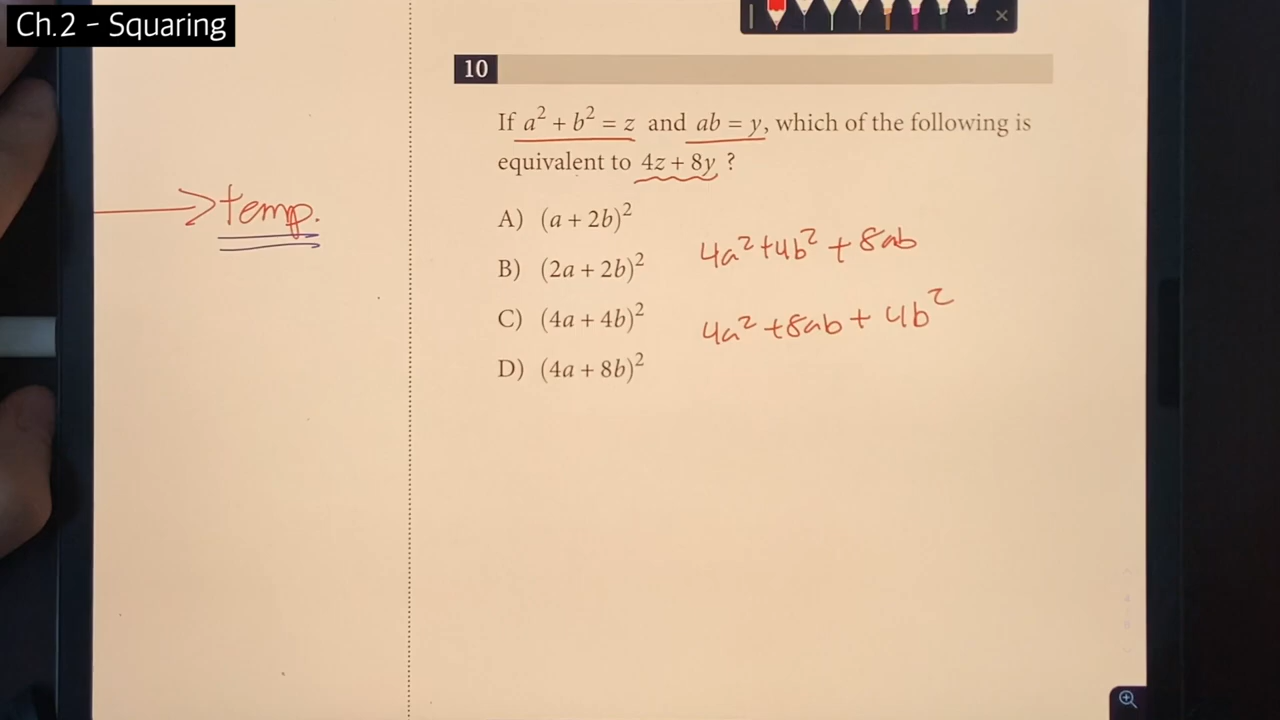 Ch.2 - Squaring
10
If a² + b² = z and ab = y, which of the following is
equivalent to 4z + 8y ?
A) (a + 2b)²
B) (2a + 2b)²
C) (4a + 4b)²
D) (4a + 8b)²
temp.
4a² + 4b² + 8ab
4a² + 8ab + 4b²